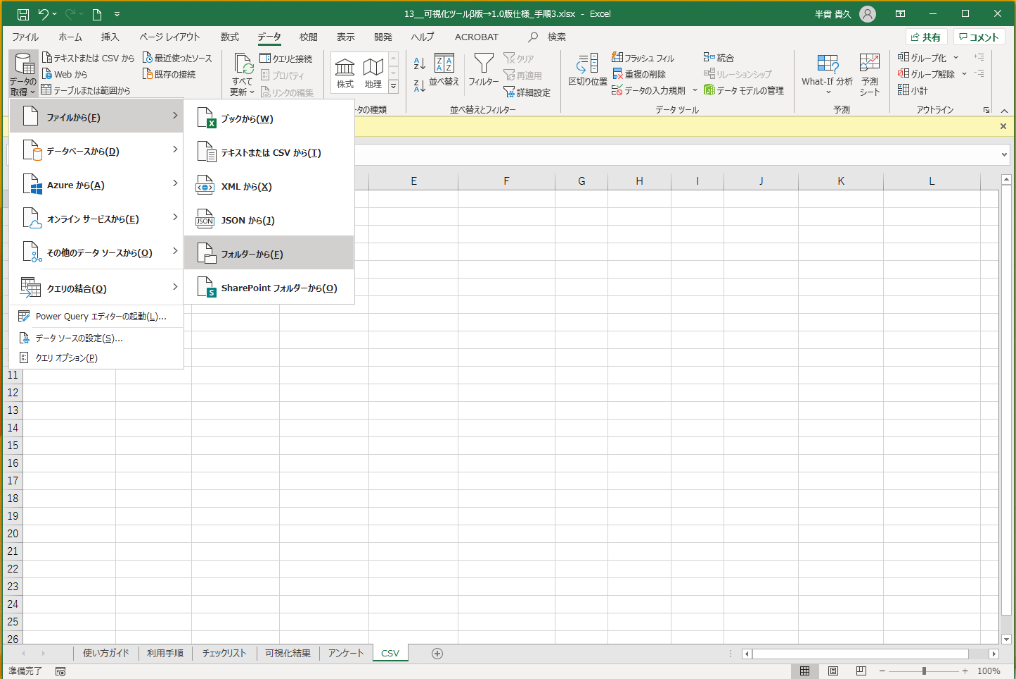 13__可視化ツールβ版→1.0版仕様_手順3.xlsx - Excel
半貫 貴久
ファイル ホーム 挿入 ページ レイアウト 数式 データ 校閲 表示 開発 ヘルプ ACROBAT 検索 共有 コメント
データの取得
テキストまたは CSV から
Web から
テーブルまたは範囲から
最近使ったソース
既存の接続
すべて更新
クエリと接続
プロパティ
リンクの編集
株式 地理
タの種類
並べ替え
フィルター
クリア
再適用
詳細設定
並べ替えとフィルター
区切り位置
フラッシュ フィル
重複の削除
データの入力規則
統合
リレーションシップ
データ モデルの管理
データ ツール
What-If 分析
予測シート
予測
グループ化
グループ解除
小計
アウトライン
ファイルから(F)
データベースから(D)
Azure から(A)
オンライン サービスから(E)
その他のデータ ソースから(O)
クエリの結合(Q)
Power Query エディターの起動(L)...
データ ソースの設定(S)...
クエリ オプション(P)
ブックから(W)
テキストまたは CSV から(T)
XML から(X)
JSON から(J)
フォルダーから(F)
SharePoint フォルダーから(O)
E F G H I J K L
11
12
13
14
15
16
17
18
19
20
21
22
23
24
25
26
使い方ガイド 利用手順 チェックリスト 可視化結果 アンケート CSV
準備完了
100%